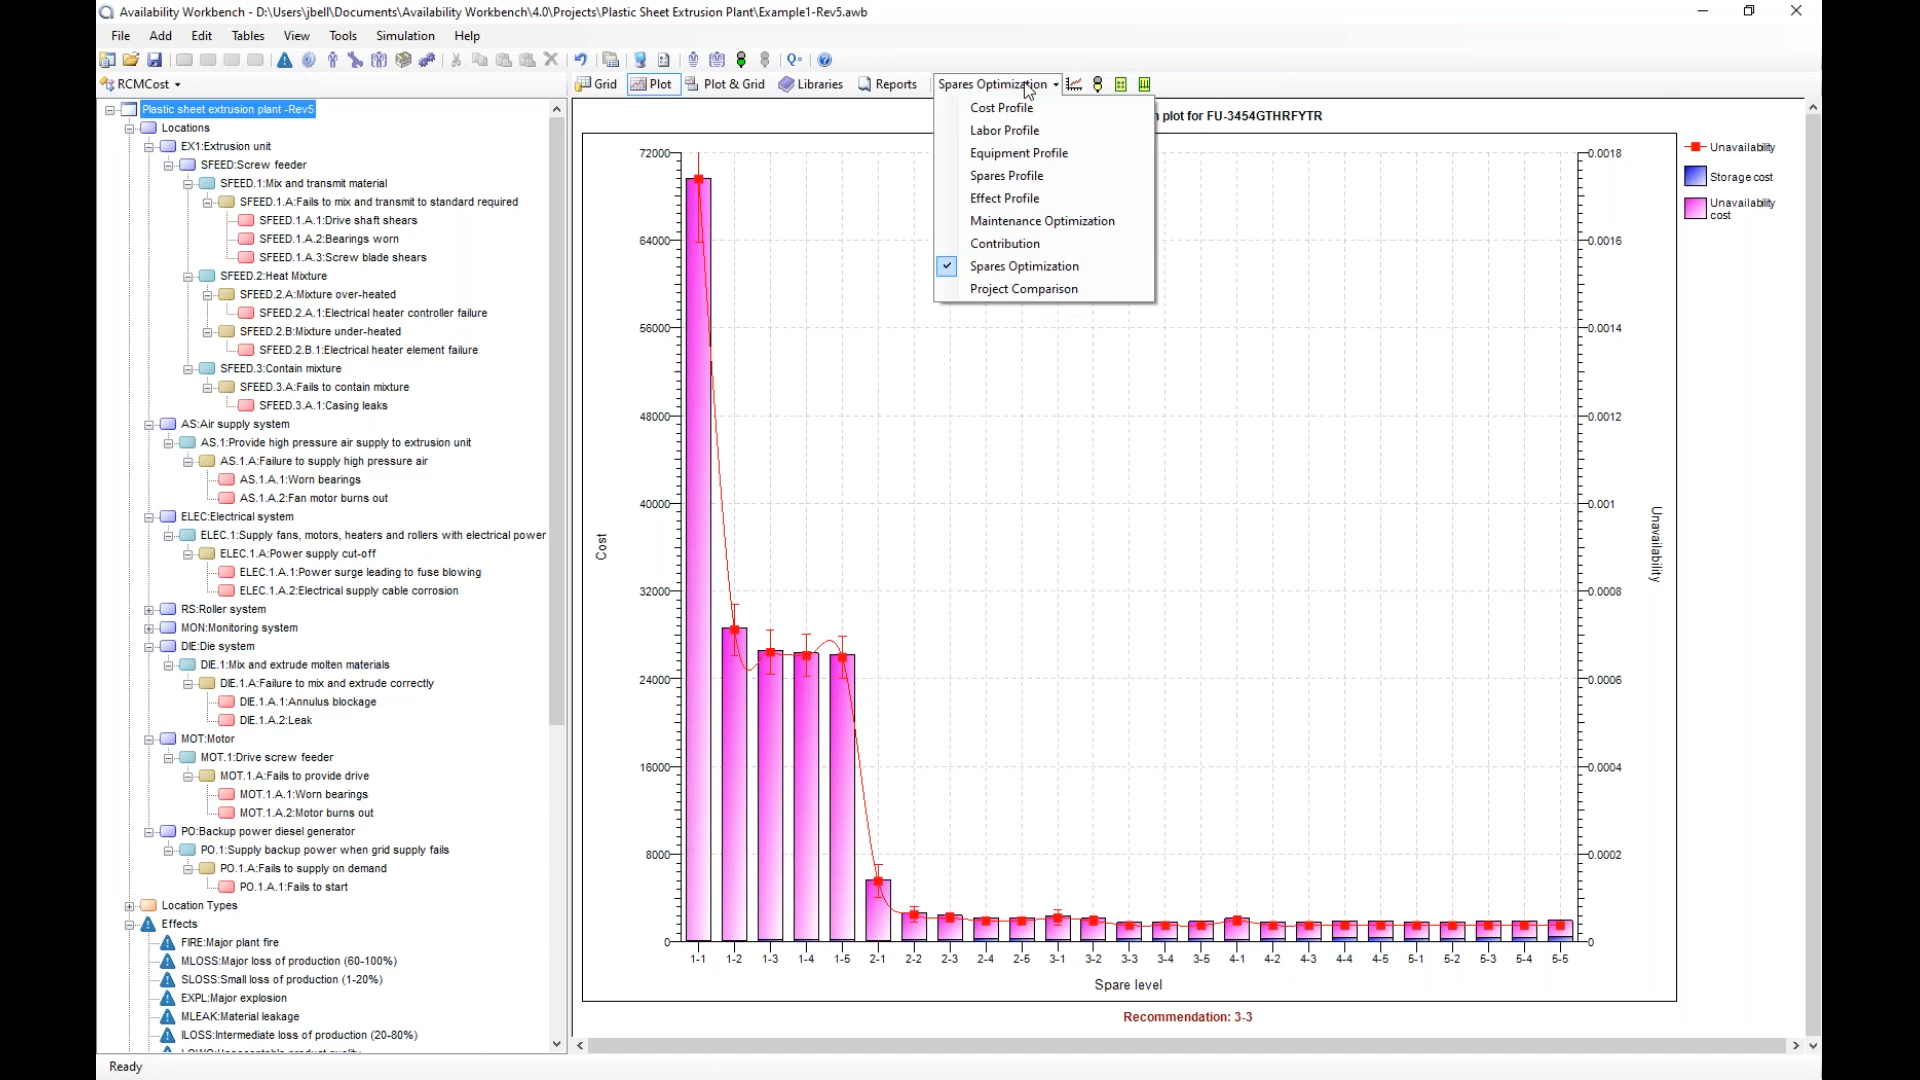 Availability Workbench - D:\Users\jbell\Documents\Availability Workbench\4.0\Projects\Plastic Sheet Extrusion Plant\Example1-Rev5.awb
File Add Edit Tables View Tools Simulation Help
RCMCost
Grid Plot Plot & Grid Libraries Reports Spares Optimization
Plastic sheet extrusion plant -Rev5
Locations
EX1:Extrusion unit
SFEED:Screw feeder
SFEED.1:Mix and transmit material
SFEED.1.A:Fails to mix and transmit to standard required
SFEED.1.A.1:Drive shaft shears
SFEED.1.A.2:Bearings worn
SFEED.1.A.3:Screw blade shears
SFEED.2:Heat Mixture
SFEED.2.A:Mixture over-heated
SFEED.2.A.1:Electrical heater controller failure
SFEED.2.B:Mixture under-heated
SFEED.2.B.1:Electrical heater element failure
SFEED.3:Contain mixture
SFEED.3.A:Fails to contain mixture
SFEED.3.A.1:Casing leaks
AS:Air supply system
AS.1:Provide high pressure air supply to extrusion unit
AS.1.A:Failure to supply high pressure air
AS.1.A.1:Worn bearings
AS.1.A.2:Fan motor burns out
ELEC:Electrical system
ELEC.1:Supply fans, motors, heaters and rollers with electrical power
ELEC.1.A:Power supply cut-off
ELEC.1.A.1:Power surge leading to fuse blowing
ELEC.1.A.2:Electrical supply cable corrosion
RS:Roller system
MON:Monitoring system
DIE:Die system
DIE.1:Mix and extrude molten materials
DIE.1.A:Failure to mix and extrude correctly
DIE.1.A.1:Annulus blockage
DIE.1.A.2:Leak
MOT:Motor
MOT.1:Drive screw feeder
MOT.1.A:Fails to provide drive
MOT.1.A.1:Worn bearings
MOT.1.A.2:Motor burns out
PO:Backup power diesel generator
PO.1:Supply backup power when grid supply fails
PO.1.A:Fails to supply on demand
PO.1.A.1:Fails to start
Location Types
Effects
FIRE:Major plant fire
MLOSS:Major loss of production (60-100%)
SLOSS:Small loss of production (1-20%)
EXPL:Major explosion
MLEAK:Material leakage
ILOSS:Intermediate loss of production (20-80%)
Ready
Cost Profile
Labor Profile
Equipment Profile
Spares Profile
Effect Profile
Maintenance Optimization
Contribution
Spares Optimization
Project Comparison
plot for FU-3454GTHRFYTR
72000
64000
56000
48000
40000
32000
24000
16000
8000
0
Cost
0.0018
0.0016
0.0014
0.0012
0.001
0.0008
0.0006
0.0004
0.0002
0
Unavailability
Unavailability
Storage cost
Unavailability
cost
1-1 1-2 1-3 1-4 1-5 2-1 2-2 2-3 2-4 2-5 3-1 3-2 3-3 3-4 3-5 4-1 4-2 4-3 4-4 4-5 5-1 5-2 5-3 5-4 5-5
Spare level
Recommendation: 3-3